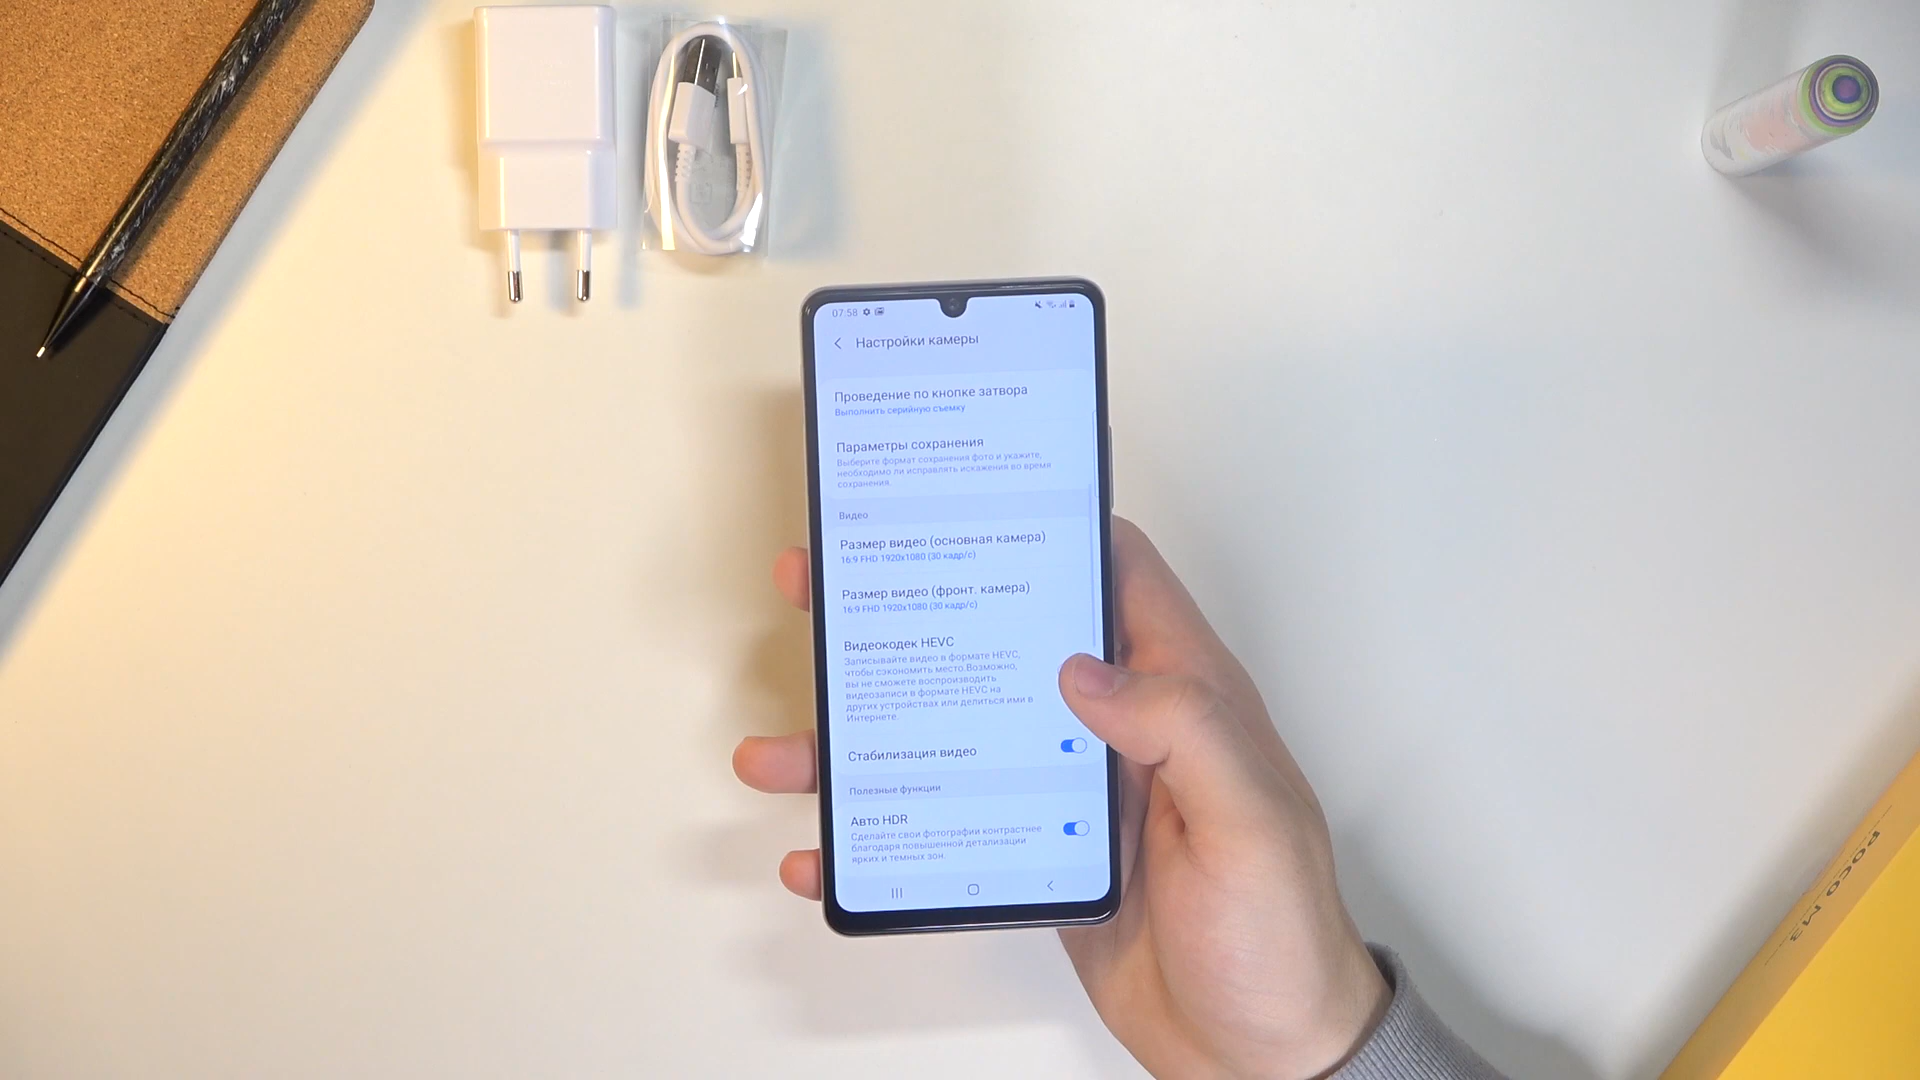 07:58
Настройки камеры
Проведение по кнопке затвора
Выполнить серийную съемку
Параметры сохранения
Выберите формат сохранения фото и укажите,
необходимо ли исправлять искажения во время
сохранения.
Видео
Размер видео (основная камера)
16:9 FHD 1920x1080 (30 кадр/с)
Размер видео (фронт. камера)
16:9 FHD 1920x1080 (30 кадр/с)
Видеокодек HEVC
Записывайте видео в формате HEVC,
чтобы сэкономить место.Возможно,
вы не сможете воспроизводить
видеозаписи в формате HEVC на
других устройствах или делиться ими в
Интернете.
Стабилизация видео
Полезные функции
Авто HDR
Сделайте свои фотографии контрастнее
благодаря повышенной детализации
ярких и темных зон.
POCO M3